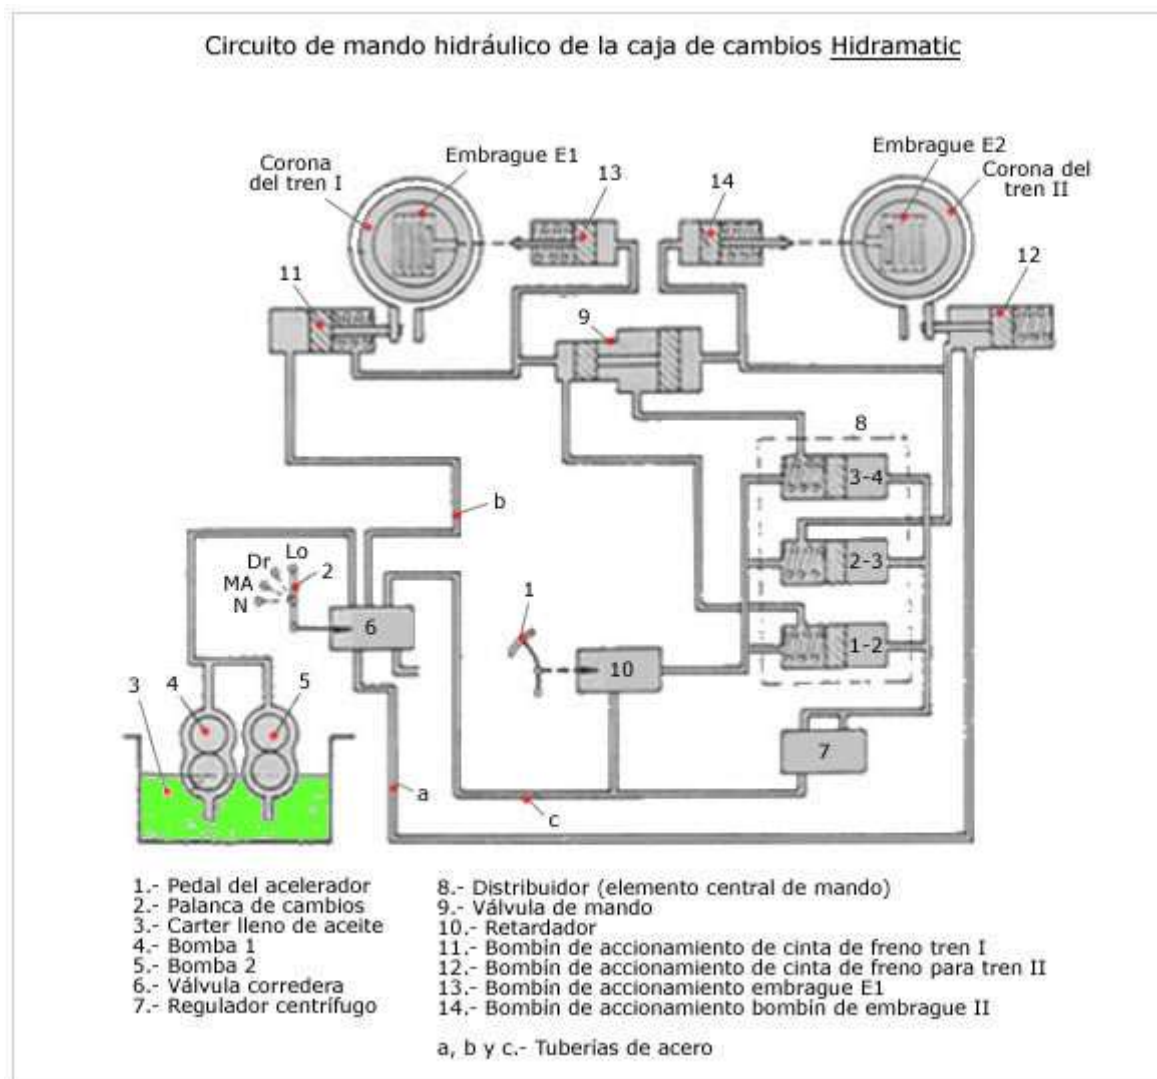 Circuito de mando hidráulico de la caja de cambios Hidramatic
Corona
del tren I
Embrague E1
13
14
Embrague E2
Corona del
tren II
11
12
9
8
3-4
b
2-3
Lo
Dr
MA
N
2
1
6
1-2
10
3
4
5
7
a
c
1.- Pedal del acelerador
2.- Palanca de cambios
3.- Carter lleno de aceite
4.- Bomba 1
5.- Bomba 2
6.- Válvula corredera
7.- Regulador centrífugo
8.- Distribuidor (elemento central de mando)
9.- Válvula de mando
10.- Retardador
11.- Bombín de accionamiento de cinta de freno tren I
12.- Bombín de accionamiento de cinta de freno para tren II
13.- Bombín de accionamiento embrague E1
14.- Bombín de accionamiento bombín de embrague II
a, b y c.- Tuberías de acero